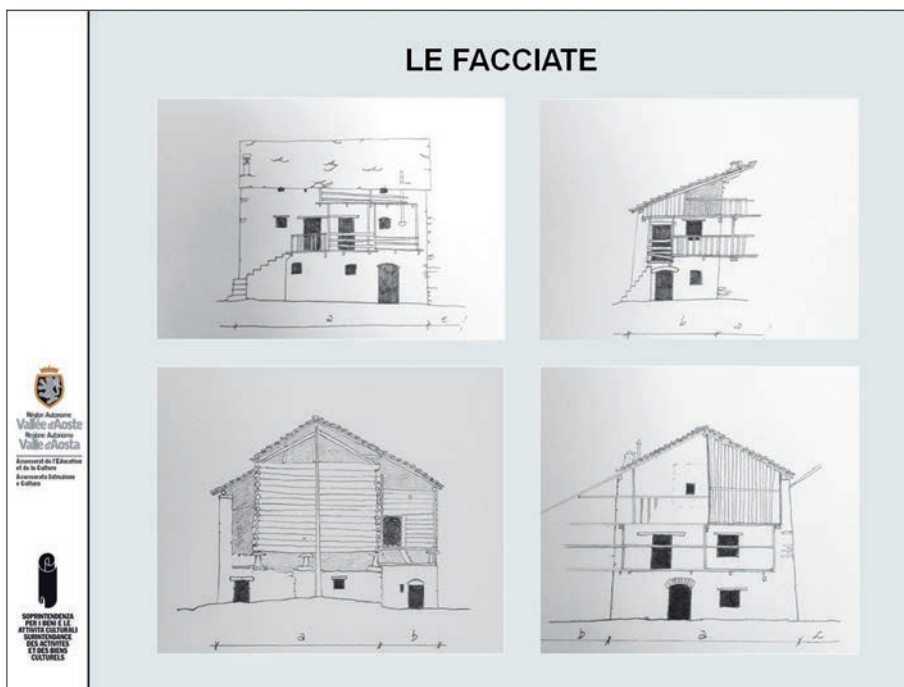 LE FACCIATE
a
e
b
a
Région Autonome
Vallée d'Aoste
Regione Autonoma
Valle d'Aosta
Assessorat de l'Éducation
et de la Culture
Assessorato Istruzione
e Cultura
a
b
b
a
SOPRINTENDENZA
PER I BENI E LE
ATTIVITÀ CULTURALI
SURINTENDANCE
DES ACTIVITÉS
ET DES BIENS
CULTURELS